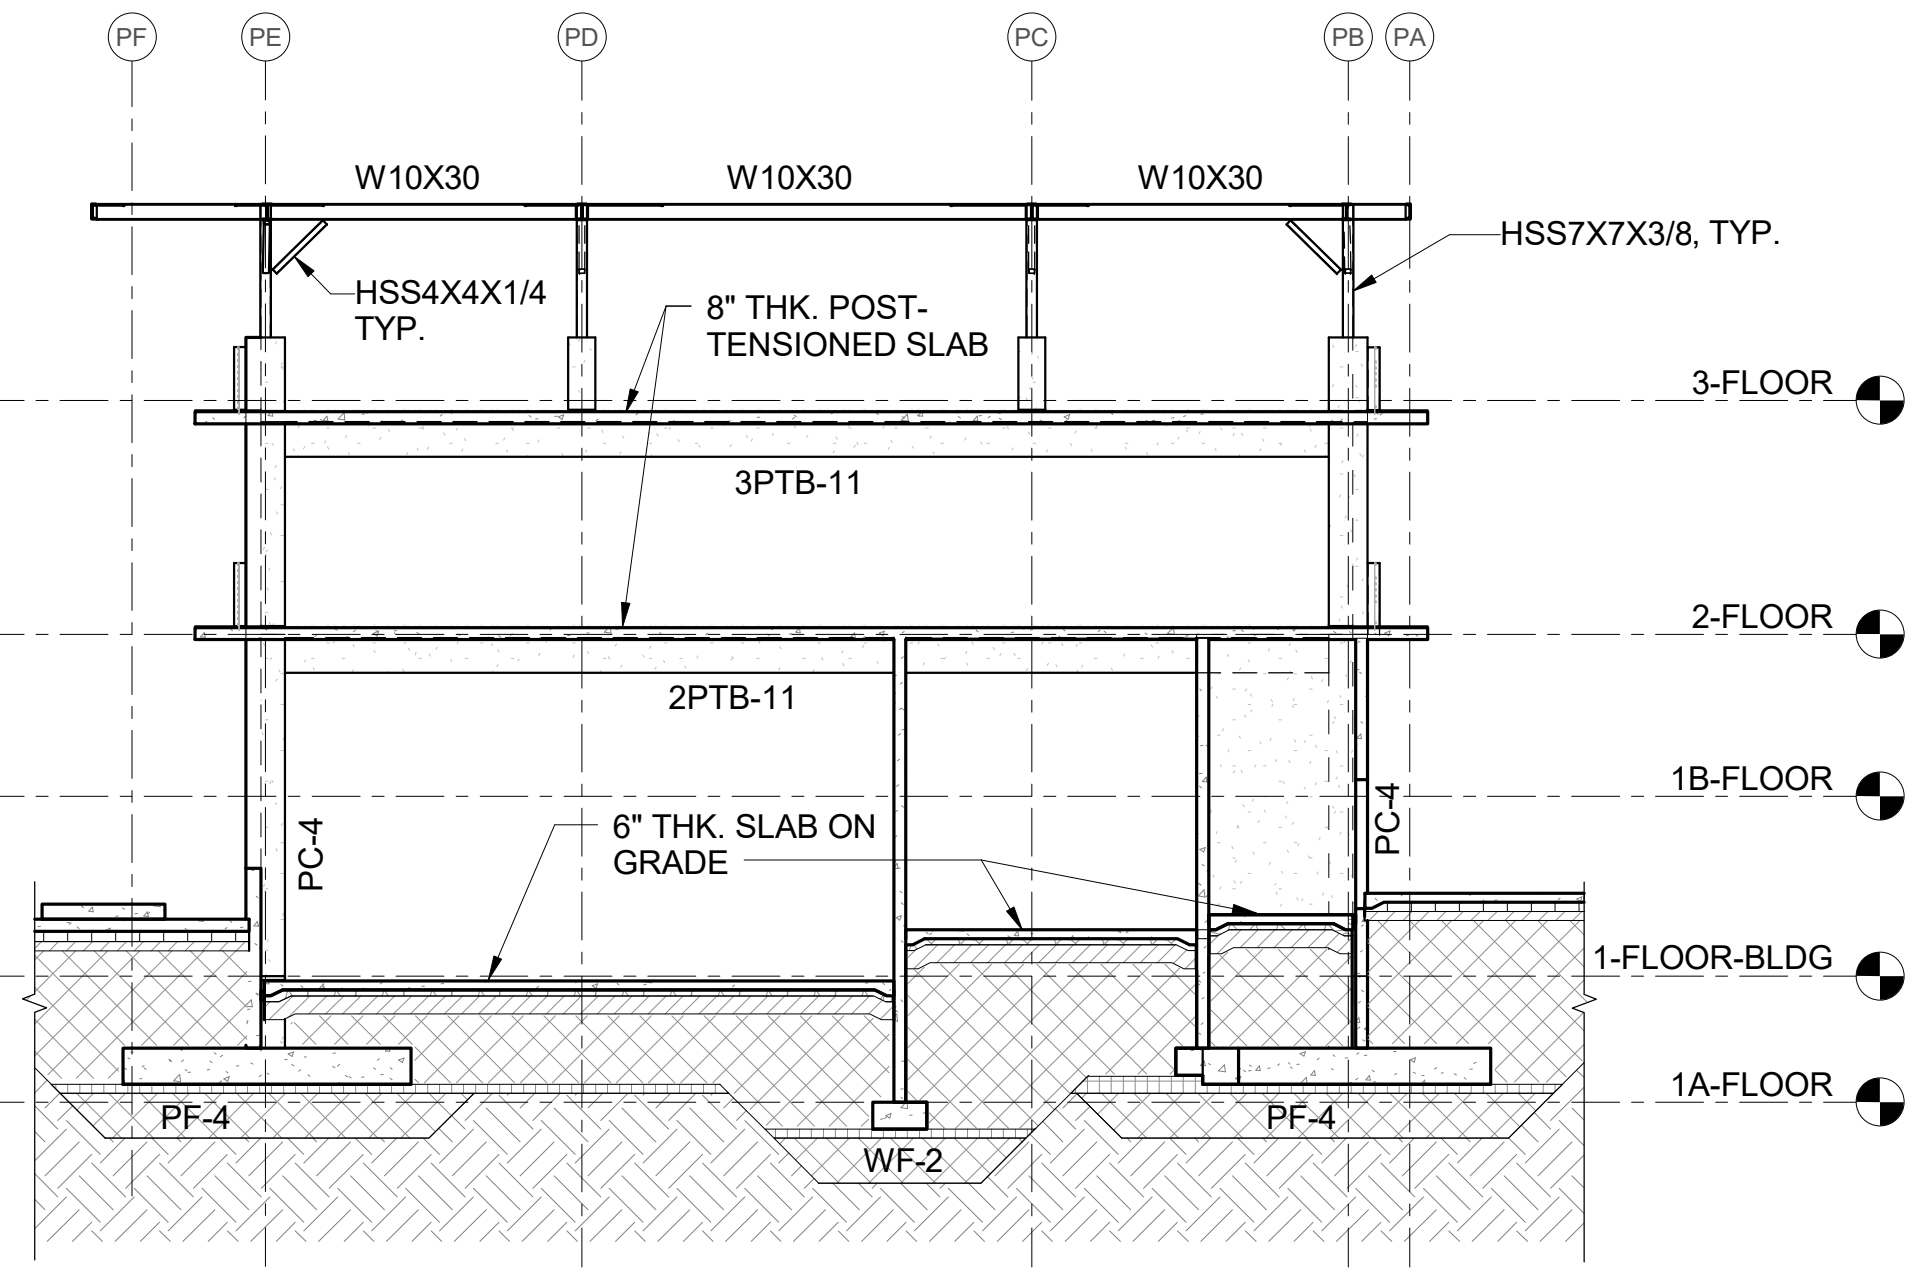 PF PE PD PC PB PA
W10X30 W10X30 W10X30
HSS7X7X3/8, TYP.
HSS4X4X1/4
TYP.
8" THK. POST-
TENSIONED SLAB
3-FLOOR
3PTB-11
2-FLOOR
2PTB-11
1B-FLOOR
PC-4
6" THK. SLAB ON
GRADE
PC-4
1-FLOOR-BLDG
1A-FLOOR
PF-4
PF-4
WF-2